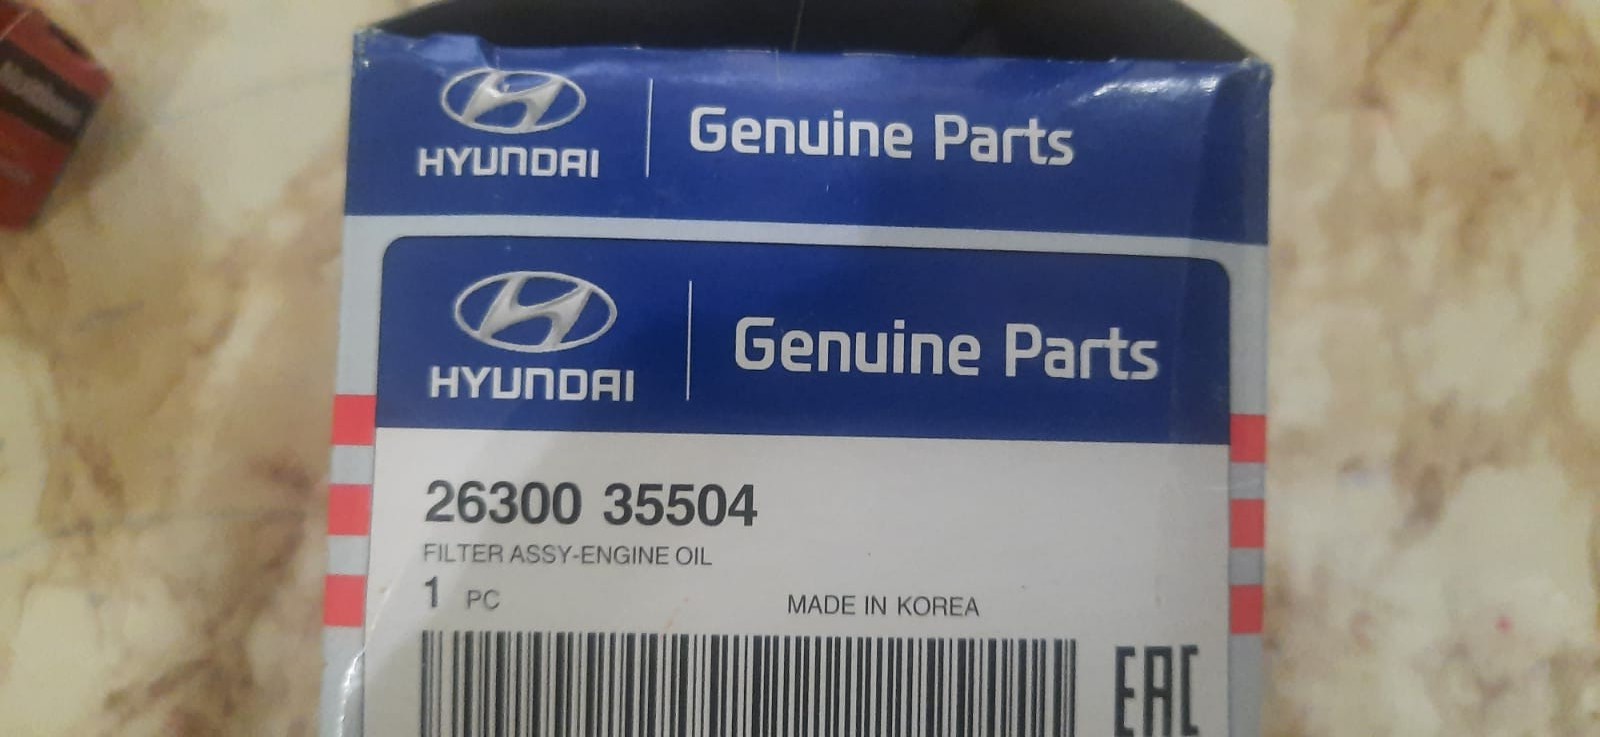 HYUNDAI
Genuine Parts
HYUNDAI
Genuine Parts
26300 35504
FILTER ASSY-ENGINE OIL
1 PC
MADE IN KOREA
EAC